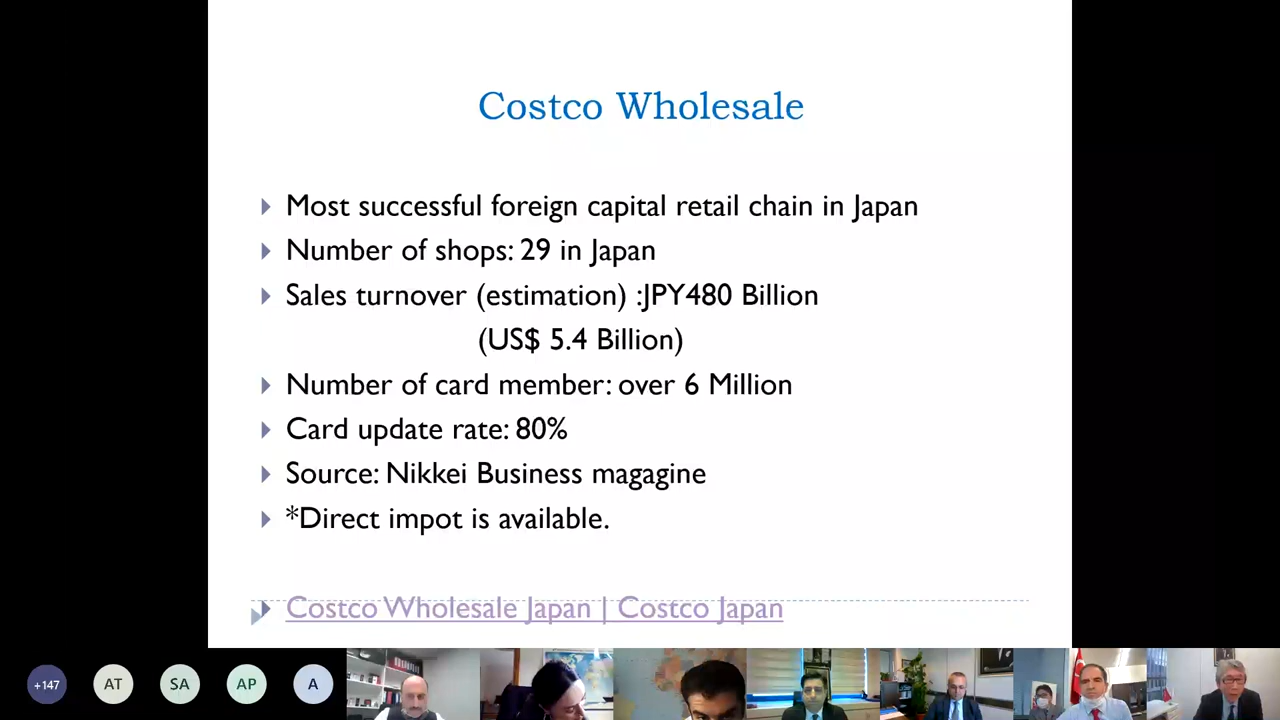 Costco Wholesale
Most successful foreign capital retail chain in Japan
Number of shops: 29 in Japan
Sales turnover (estimation) :JPY480 Billion
(US$ 5.4 Billion)
Number of card member: over 6 Million
Card update rate: 80%
Source: Nikkei Business magagine
*Direct impot is available.
Costco Wholesale Japan | Costco Japan
+147 AT SA AP A